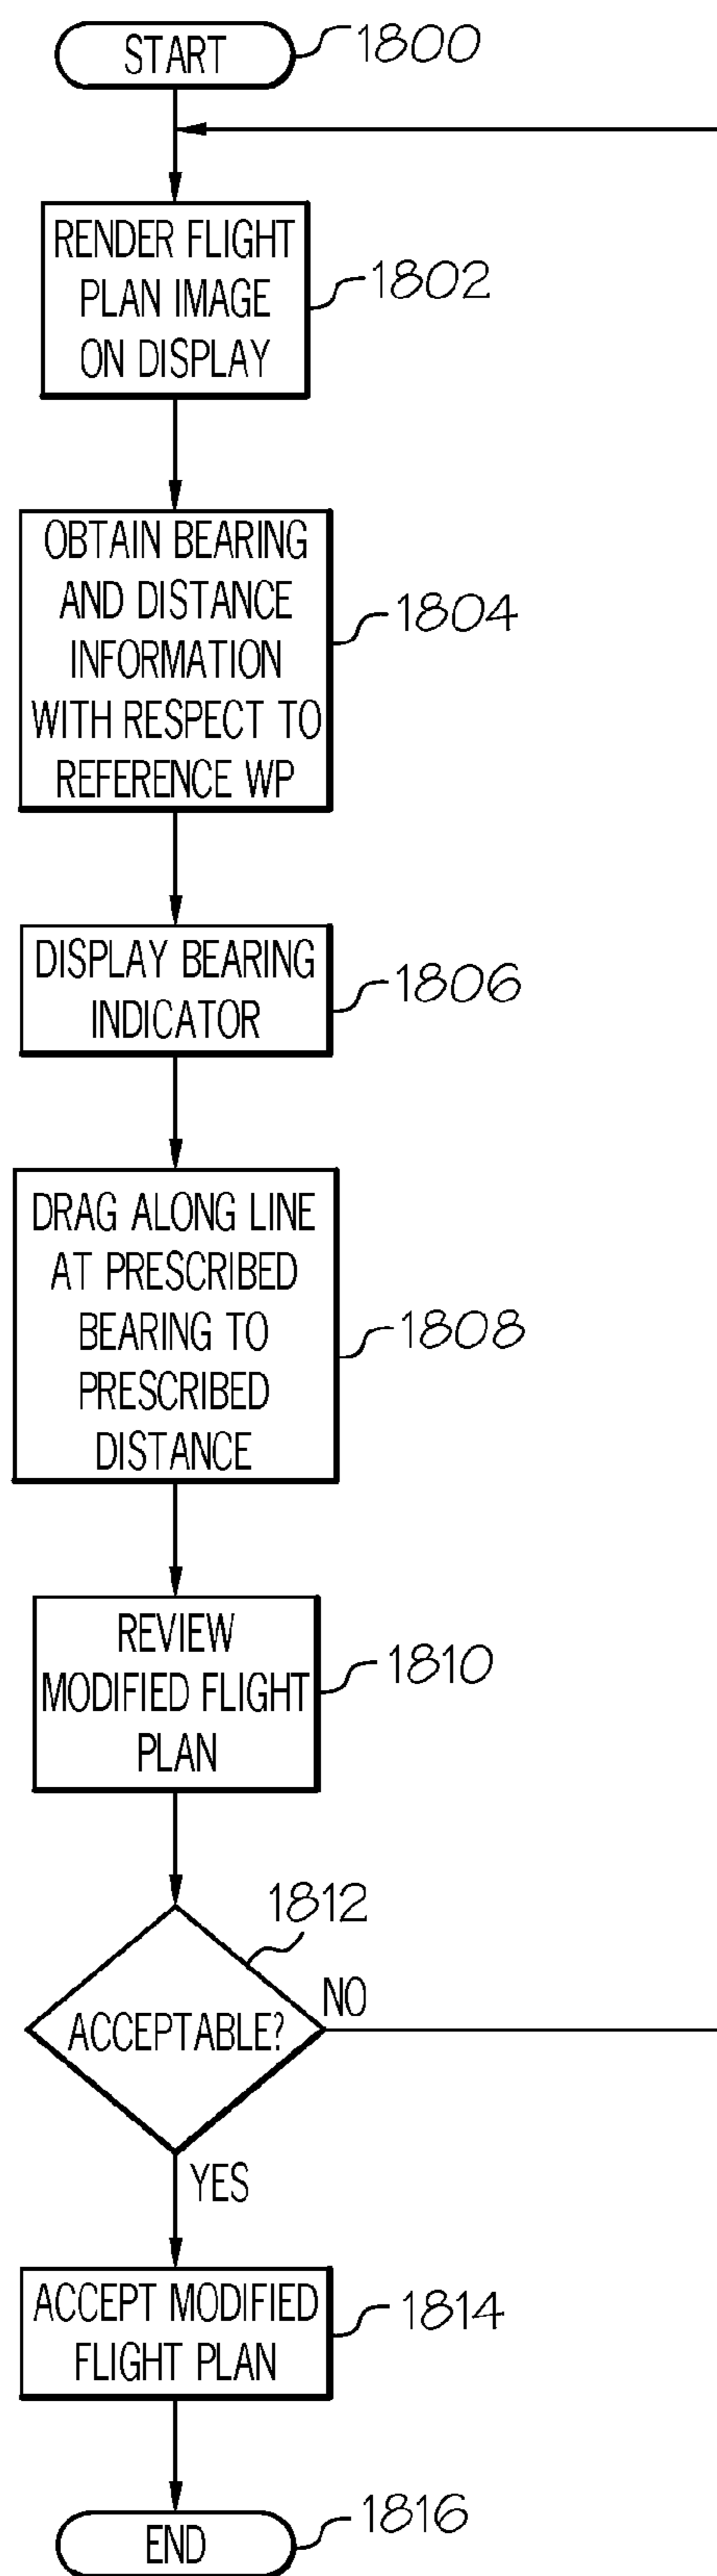 START
1800
RENDER FLIGHT
PLAN IMAGE
ON DISPLAY
1802
OBTAIN BEARING
AND DISTANCE
INFORMATION
WITH RESPECT TO
REFERENCE WP
1804
DISPLAY BEARING
INDICATOR
1806
DRAG ALONG LINE
AT PRESCRIBED
BEARING TO
PRESCRIBED
DISTANCE
1808
REVIEW
MODIFIED FLIGHT
PLAN
1810
1812
ACCEPTABLE?
NO
YES
ACCEPT MODIFIED
FLIGHT PLAN
1814
END
1816